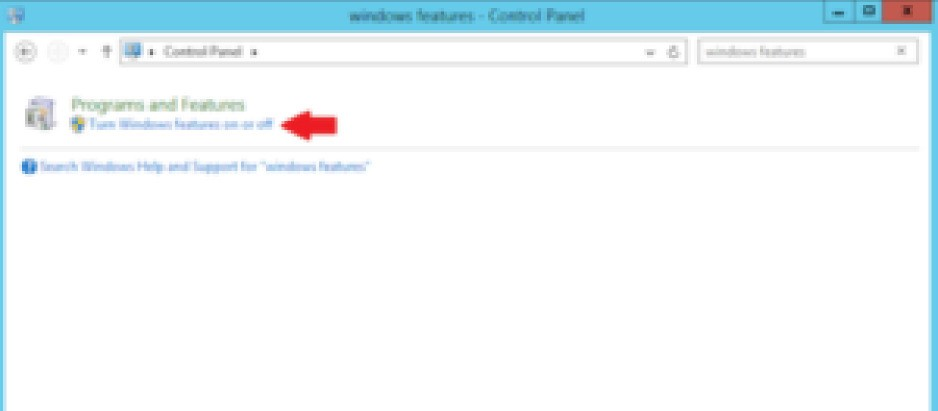 windows features - Control Panel
Control Panel
windows features
Programs and Features
Turn Windows features on or off
Search Windows Help and Support for "windows features"